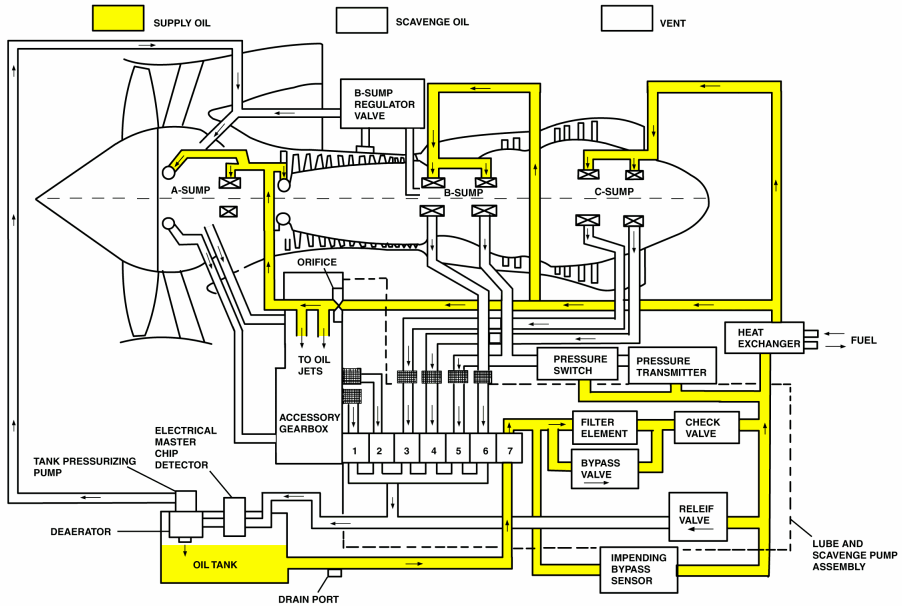 SUPPLY OIL
SCAVENGE OIL
VENT
B-SUMP
REGULATOR
VALVE
A-SUMP
B-SUMP
C-SUMP
ORIFICE
TO OIL
JETS
HEAT
EXCHANGER
FUEL
PRESSURE
SWITCH
PRESSURE
TRANSMITTER
ACCESSORY
GEARBOX
FILTER
ELEMENT
CHECK
VALVE
1 2 3 4 5 6 7
BYPASS
VALVE
ELECTRICAL
MASTER
CHIP
DETECTOR
TANK PRESSURIZING
PUMP
DEAERATOR
RELEIF
VALVE
LUBE AND
SCAVENGE PUMP
ASSEMBLY
OIL TANK
IMPENDING
BYPASS
SENSOR
DRAIN PORT